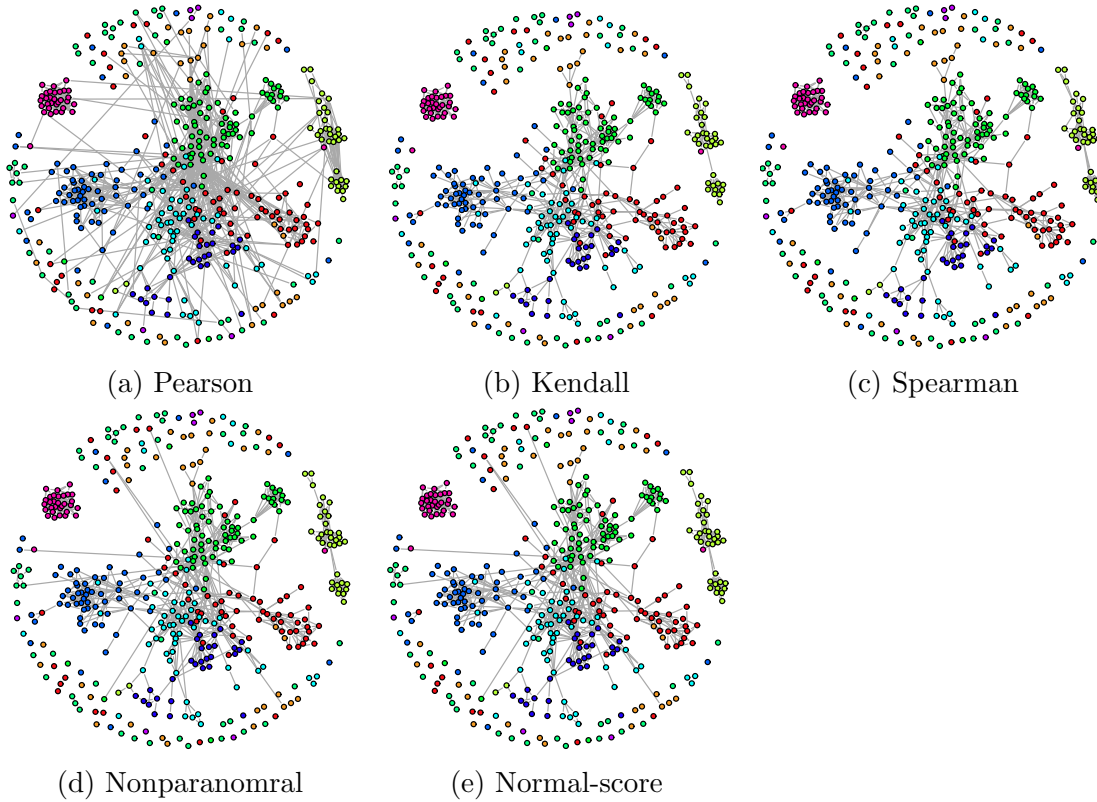 (a) Pearson
(b) Kendall
(c) Spearman
(d) Nonparanomral
(e) Normal-score